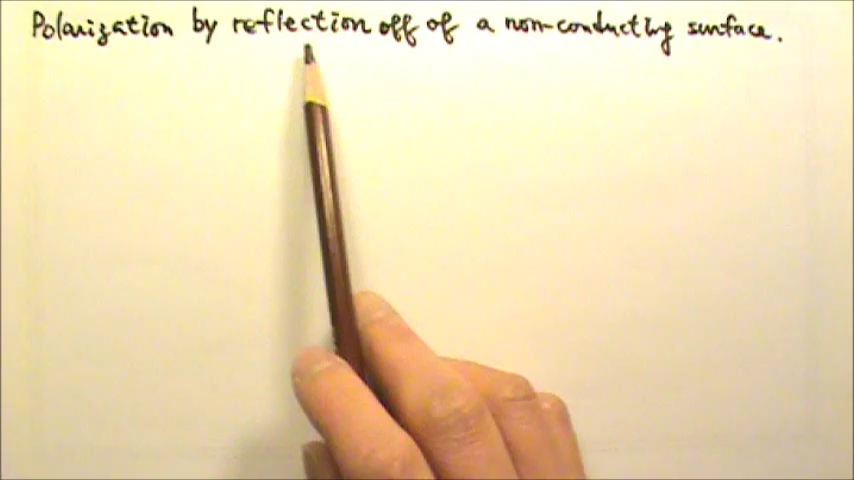 Polarization by reflection off of a non-conducting surface.